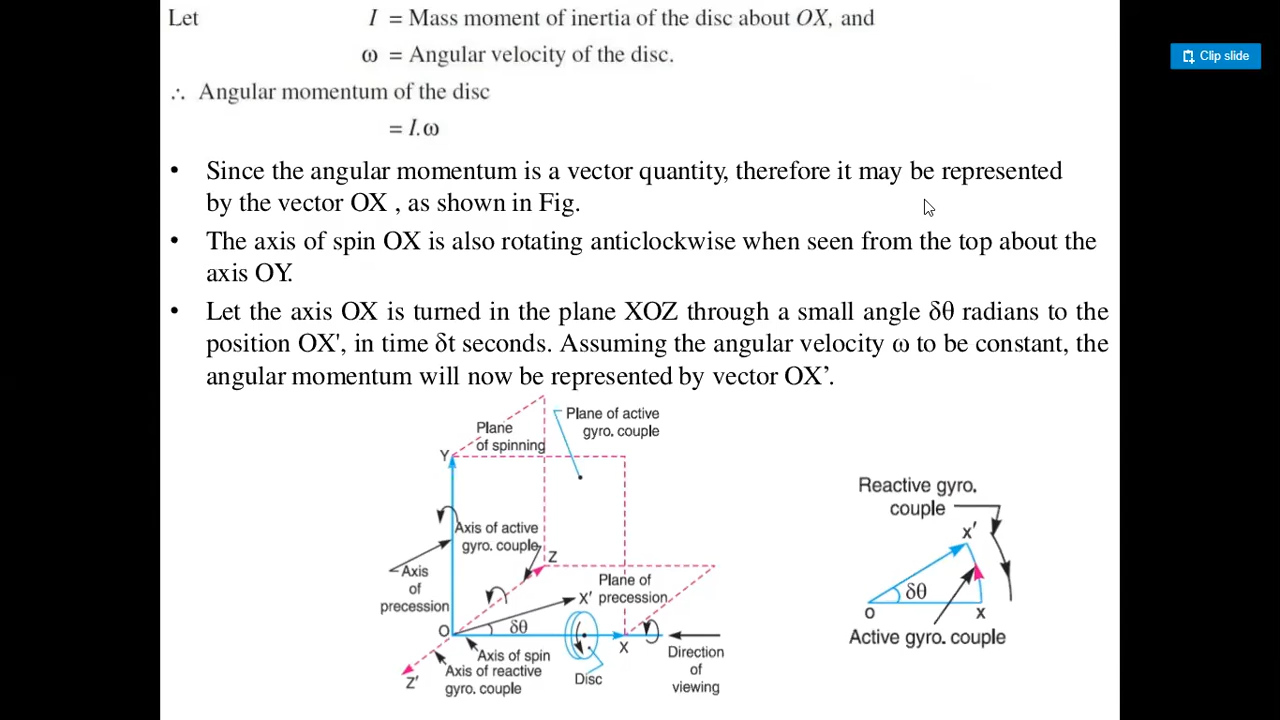 Let I = Mass moment of inertia of the disc about OX, and
ω = Angular velocity of the disc.
∴ Angular momentum of the disc
= I.ω
Clip slide
• Since the angular momentum is a vector quantity, therefore it may be represented
by the vector OX , as shown in Fig.
• The axis of spin OX is also rotating anticlockwise when seen from the top about the
axis OY.
• Let the axis OX is turned in the plane XOZ through a small angle δθ radians to the
position OX', in time δt seconds. Assuming the angular velocity ω to be constant, the
angular momentum will now be represented by vector OX’.
Plane
of spinning
Plane of active
gyro. couple
Y
Axis of active
gyro. couple
Z
Axis
of
precession
Plane of
precession
X'
O
δθ
X
Axis of spin
Z'
Axis of reactive
gyro. couple
Disc
Direction
of
viewing
Reactive gyro.
couple
x'
δθ
o
x
Active gyro. couple